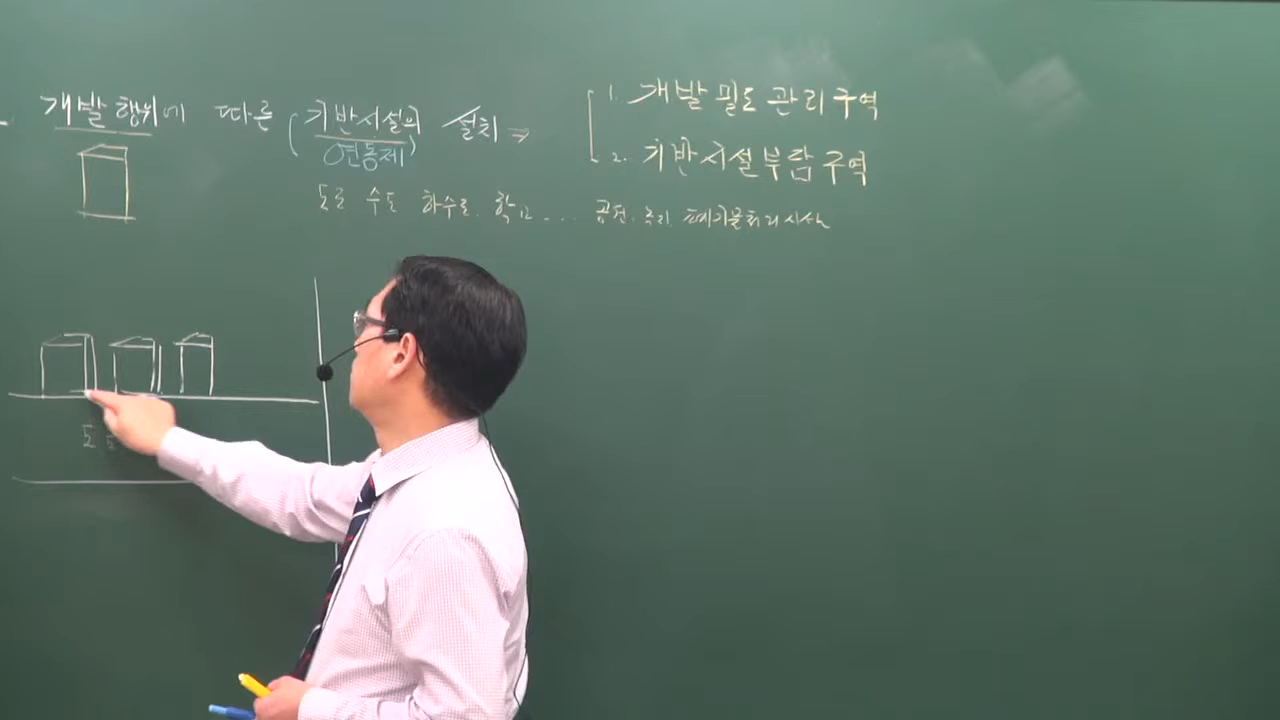 개발행위에 따른 (기반시설의 설치 ⇒
연동제)
1. 개발밀도관리구역
2. 기반시설부담구역
도로 수도 하수도. 학교 .... 공원. 녹지. 폐기물처리시설
도로